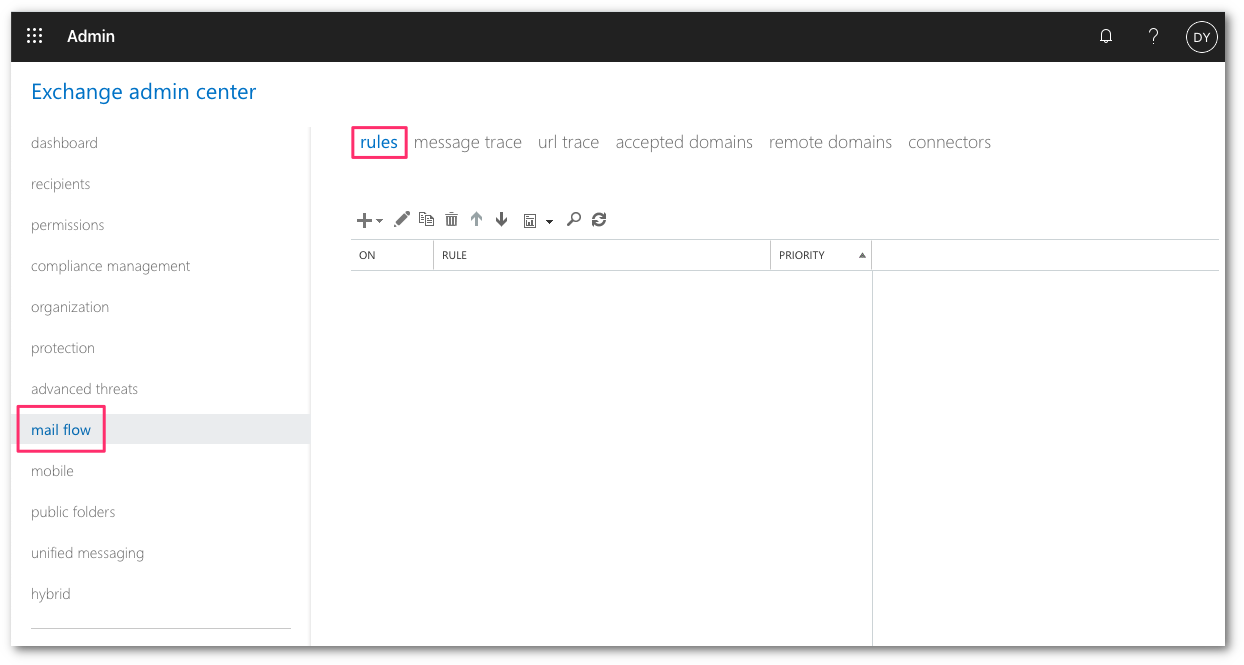 Admin
?
DY
Exchange admin center
dashboard
recipients
permissions
compliance management
organization
protection
advanced threats
mail flow
mobile
public folders
unified messaging
hybrid
rules message trace url trace accepted domains remote domains connectors
ON RULE PRIORITY